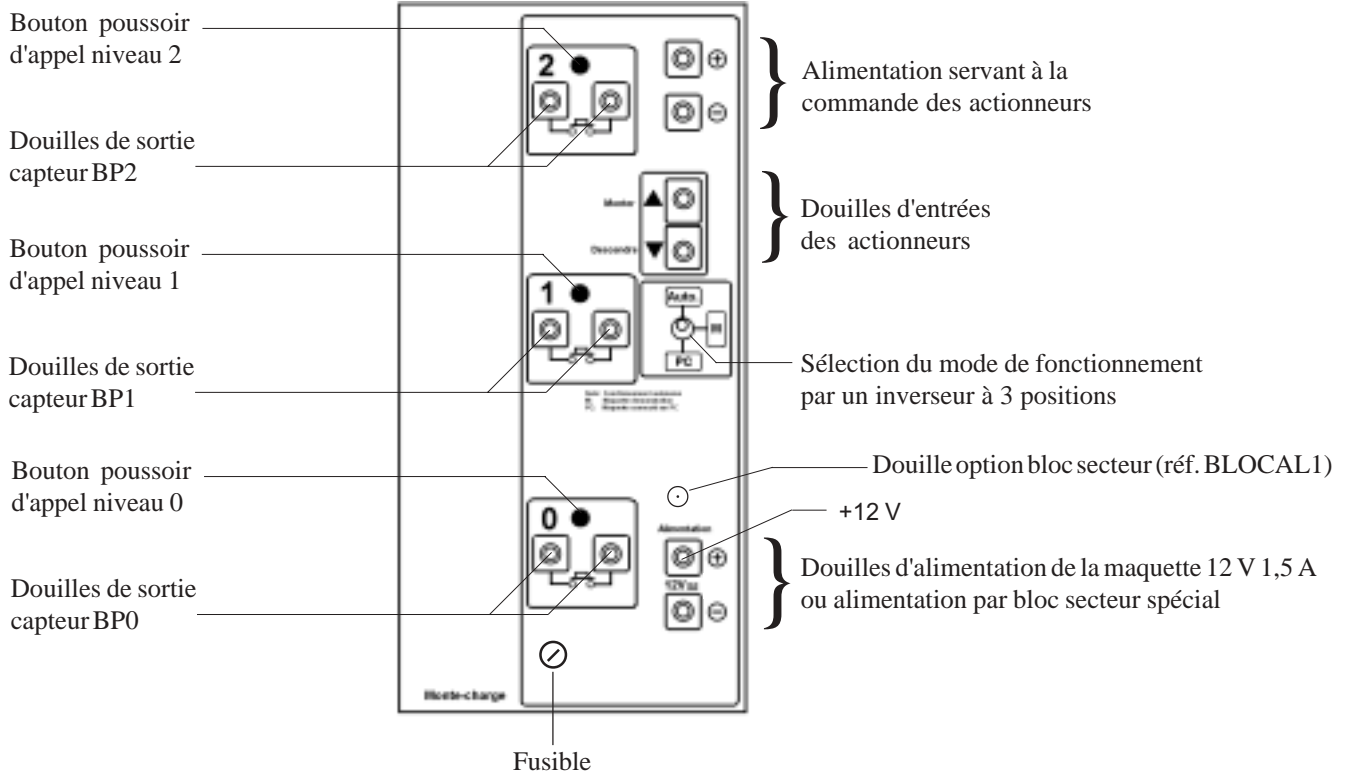 Bouton poussoir
d'appel niveau 2
Douilles de sortie
capteur BP2
Bouton poussoir
d'appel niveau 1
Douilles de sortie
capteur BP1
Bouton poussoir
d'appel niveau 0
Douilles de sortie
capteur BP0
2
+
-
Monter
Descendre
1
Auto.
M
PC
Auto : Fonctionnement autonome
0
Alimentation
+
12V
-
Monte-charge
Fusible
Alimentation servant à la
commande des actionneurs
Douilles d'entrées
des actionneurs
Sélection du mode de fonctionnement
par un inverseur à 3 positions
Douille option bloc secteur (réf. BLOCAL1)
+12 V
Douilles d'alimentation de la maquette 12 V 1,5 A
ou alimentation par bloc secteur spécial